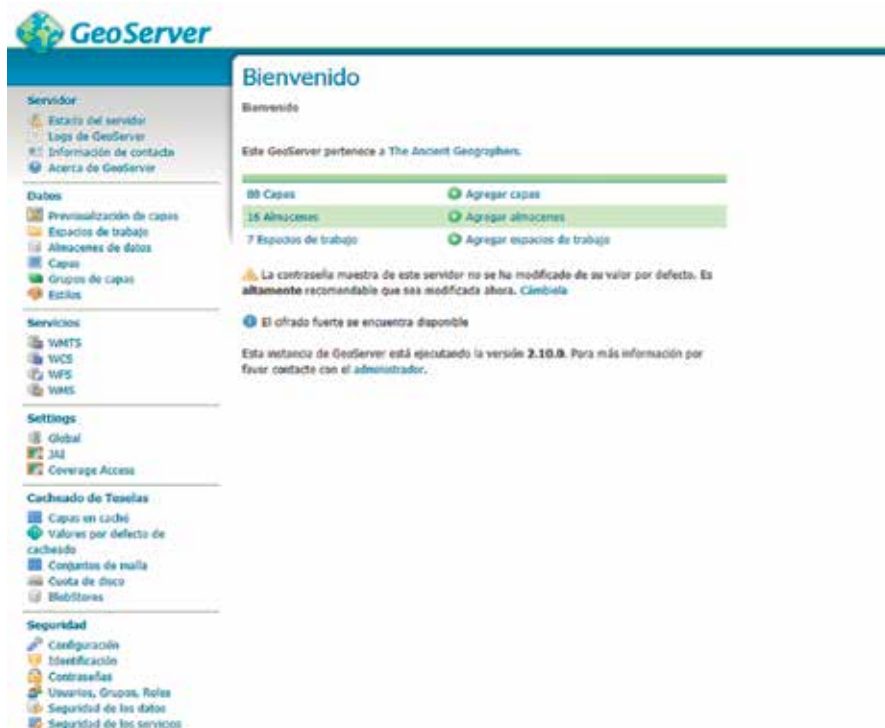 GeoServer
Servidor
Estado del servidor
Logs de GeoServer
Información de contacto
Acerca de GeoServer
Datos
Previsualización de capas
Espacios de trabajo
Almacenes de datos
Capas
Grupos de capas
Estilos
Servicios
WMTS
WCS
WFS
WMS
Settings
Global
JAI
Coverage Access
Cacheado de Teselas
Capas en caché
Valores por defecto de
cacheado
Conjuntos de malla
Cuota de disco
BlobStores
Seguridad
Configuración
Identificación
Contraseñas
Usuarios, Grupos, Roles
Seguridad de los datos
Seguridad de los servicios
Bienvenido
Bienvenido
Este GeoServer pertenece a The Ancient Geographers.
88 Capas Agregar capas
16 Almacenes Agregar almacenes
7 Espacios de trabajo Agregar espacios de trabajo
La contraseña maestra de este servidor no se ha modificado de su valor por defecto. Es
altamente recomendable que sea modificada ahora. Cámbiela
El cifrado fuerte se encuentra disponible
Esta instancia de GeoServer está ejecutando la versión 2.10.0. Para más información por
favor contacte con el administrador.